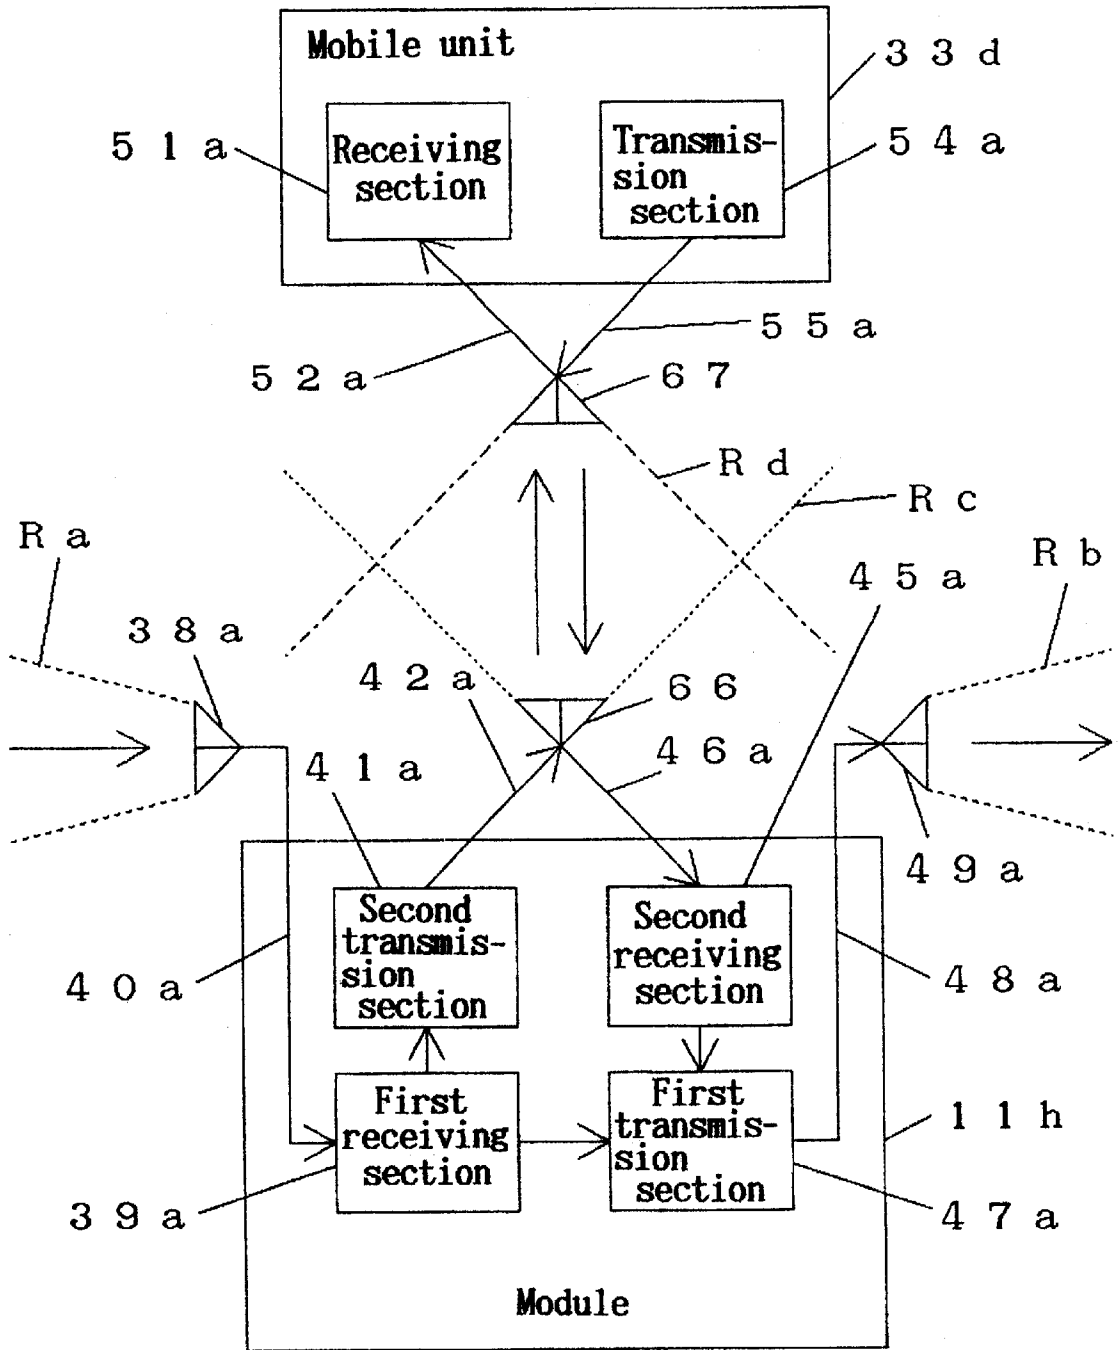 Mobile unit
33d
51a
Receiving
section
Transmis-
sion
section
54a
55a
52a
67
Rd
Rc
Ra
Rb
45a
38a
42a
66
46a
41a
49a
Second
transmis-
sion
section
Second
receiving
section
40a
48a
First
receiving
section
First
transmis-
sion
section
11h
39a
47a
Module